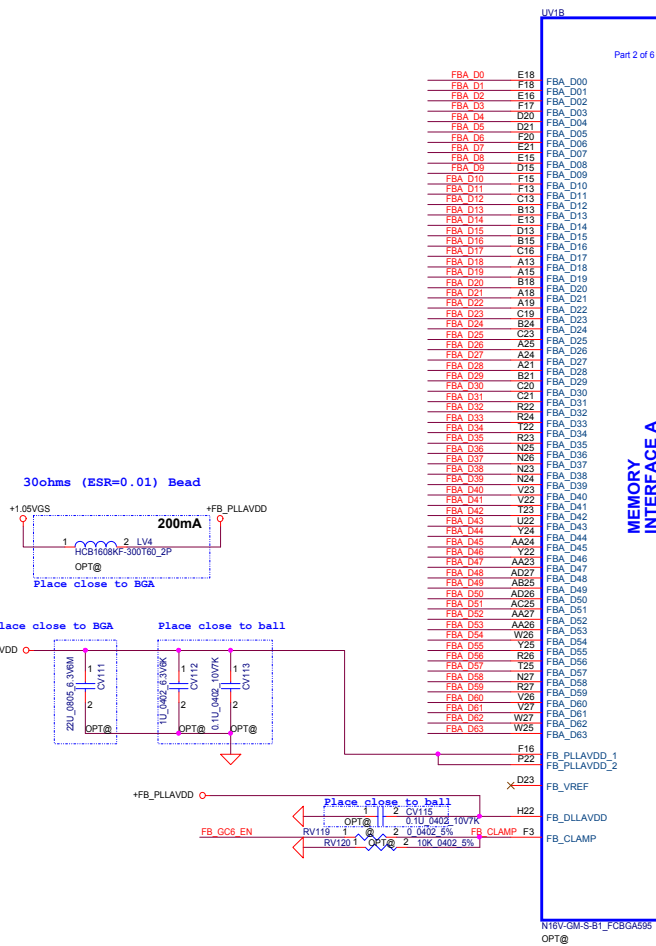 UV1B
Part 2 of 6
FBA_D0 E18 FBA_D00
FBA_D1 F18 FBA_D01
FBA_D2 E16 FBA_D02
FBA_D3 F17 FBA_D03
FBA_D4 D20 FBA_D04
FBA_D5 D21 FBA_D05
FBA_D6 F20 FBA_D06
FBA_D7 E21 FBA_D07
FBA_D8 E15 FBA_D08
FBA_D9 D15 FBA_D09
FBA_D10 F15 FBA_D10
FBA_D11 F13 FBA_D11
FBA_D12 C13 FBA_D12
FBA_D13 B13 FBA_D13
FBA_D14 E13 FBA_D14
FBA_D15 D13 FBA_D15
FBA_D16 B15 FBA_D16
FBA_D17 C16 FBA_D17
FBA_D18 A13 FBA_D18
FBA_D19 A15 FBA_D19
FBA_D20 B18 FBA_D20
FBA_D21 A18 FBA_D21
FBA_D22 A19 FBA_D22
FBA_D23 C19 FBA_D23
FBA_D24 B24 FBA_D24
FBA_D25 C23 FBA_D25
FBA_D26 A25 FBA_D26
FBA_D27 A24 FBA_D27
FBA_D28 A21 FBA_D28
FBA_D29 B21 FBA_D29
FBA_D30 C20 FBA_D30
FBA_D31 C21 FBA_D31
FBA_D32 R22 FBA_D32
FBA_D33 R24 FBA_D33
FBA_D34 T22 FBA_D34
FBA_D35 R23 FBA_D35
FBA_D36 N25 FBA_D36
FBA_D37 N26 FBA_D37
FBA_D38 N23 FBA_D38
FBA_D39 N24 FBA_D39
FBA_D40 V23 FBA_D40
FBA_D41 V22 FBA_D41
FBA_D42 T23 FBA_D42
FBA_D43 U22 FBA_D43
FBA_D44 Y24 FBA_D44
FBA_D45 AA24 FBA_D45
FBA_D46 Y22 FBA_D46
FBA_D47 AA23 FBA_D47
FBA_D48 AD27 FBA_D48
FBA_D49 AB25 FBA_D49
FBA_D50 AD26 FBA_D50
FBA_D51 AC25 FBA_D51
FBA_D52 AA27 FBA_D52
FBA_D53 AA26 FBA_D53
FBA_D54 W26 FBA_D54
FBA_D55 Y25 FBA_D55
FBA_D56 R26 FBA_D56
FBA_D57 T25 FBA_D57
FBA_D58 N27 FBA_D58
FBA_D59 R27 FBA_D59
FBA_D60 V26 FBA_D60
FBA_D61 V27 FBA_D61
FBA_D62 W27 FBA_D62
FBA_D63 W25 FBA_D63
MEMORY
INTERFACE A
30ohms (ESR=0.01) Bead
+1.05VGS
+FB_PLLAVDD
200mA
1 2 LV4
HCB1608KF-300T60_2P
OPT@
Place close to BGA
lace close to BGA
Place close to ball
VDD
1
2
22U_0805_6.3V6M
CV111
OPT@
1
2
1U_0402_6.3V6K
CV112
OPT@
1
2
0.1U_0402_10V7K
CV113
OPT@
F16 FB_PLLAVDD_1
P22 FB_PLLAVDD_2
D23 FB_VREF
+FB_PLLAVDD
Place close to ball
1 2 CV115
OPT@ 0.1U_0402_10V7K
H22 FB_DLLAVDD
FB_GC6_EN RV119 1 @ 2 0_0402_5% FB_CLAMP F3 FB_CLAMP
RV120 1 OPT@ 2 10K_0402_5%
N16V-GM-S-B1_FCBGA595
OPT@